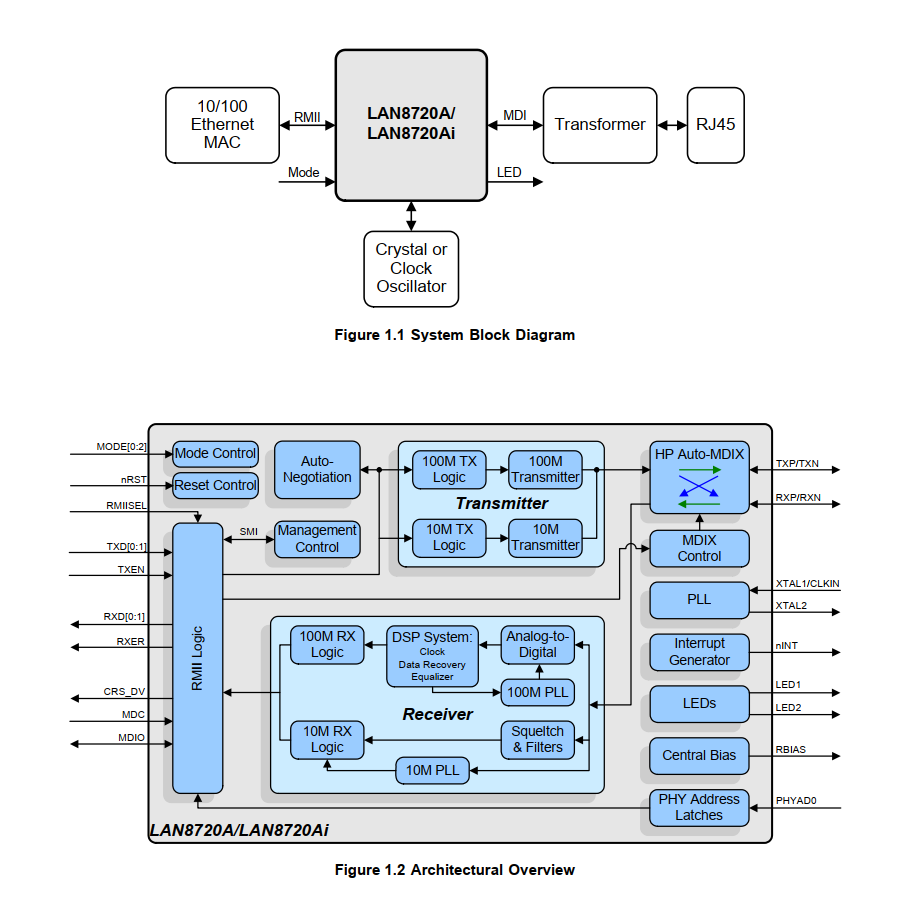 10/100
Ethernet
MAC
RMII
Mode
LAN8720A/
LAN8720Ai
MDI
LED
Transformer
RJ45
Crystal or
Clock
Oscillator
Figure 1.1 System Block Diagram
MODE[0:2]
nRST
RMIISEL
TXD[0:1]
TXEN
RXD[0:1]
RXER
CRS_DV
MDC
MDIO
Mode Control
Reset Control
RMII Logic
SMI
Auto-
Negotiation
Management
Control
100M TX
Logic
100M
Transmitter
Transmitter
10M TX
Logic
10M
Transmitter
100M RX
Logic
DSP System:
Clock
Data Recovery
Equalizer
Analog-to-
Digital
100M PLL
Receiver
10M RX
Logic
Squeltch
& Filters
10M PLL
HP Auto-MDIX
MDIX
Control
PLL
Interrupt
Generator
LEDs
Central Bias
PHY Address
Latches
TXP/TXN
RXP/RXN
XTAL1/CLKIN
XTAL2
nINT
LED1
LED2
RBIAS
PHYAD0
LAN8720A/LAN8720Ai
Figure 1.2 Architectural Overview